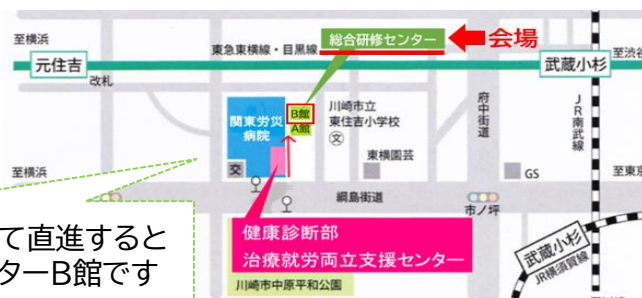 至横浜
元住吉
改札
東急東横線・目黒線
総合研修センター
会場
武蔵小杉
至渋谷
関東労災
病院
B館
A館
川崎市立
東住吉小学校
文
東横園芸
府中街道
JR南武線
交
GS
至横浜
至東京
綱島街道
市ノ坪
て直進すると
ターB館です
健康診断部
治療就労両立支援センター
川崎市中原平和公園
武蔵小杉
JR横須賀線